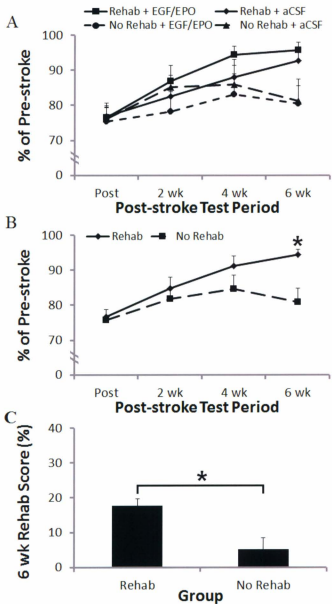 A
Rehab + EGF/EPO
Rehab + aCSF
No Rehab + EGF/EPO
No Rehab + aCSF
% of Pre-stroke
100
90
80
70
Post
2 wk
4 wk
6 wk
Post-stroke Test Period
B
Rehab
No Rehab
*
% of Pre-stroke
100
90
80
70
Post
2 wk
4 wk
6 wk
Post-stroke Test Period
C
6 wk Rehab Score (%)
40
30
20
10
0
*
Rehab
No Rehab
Group